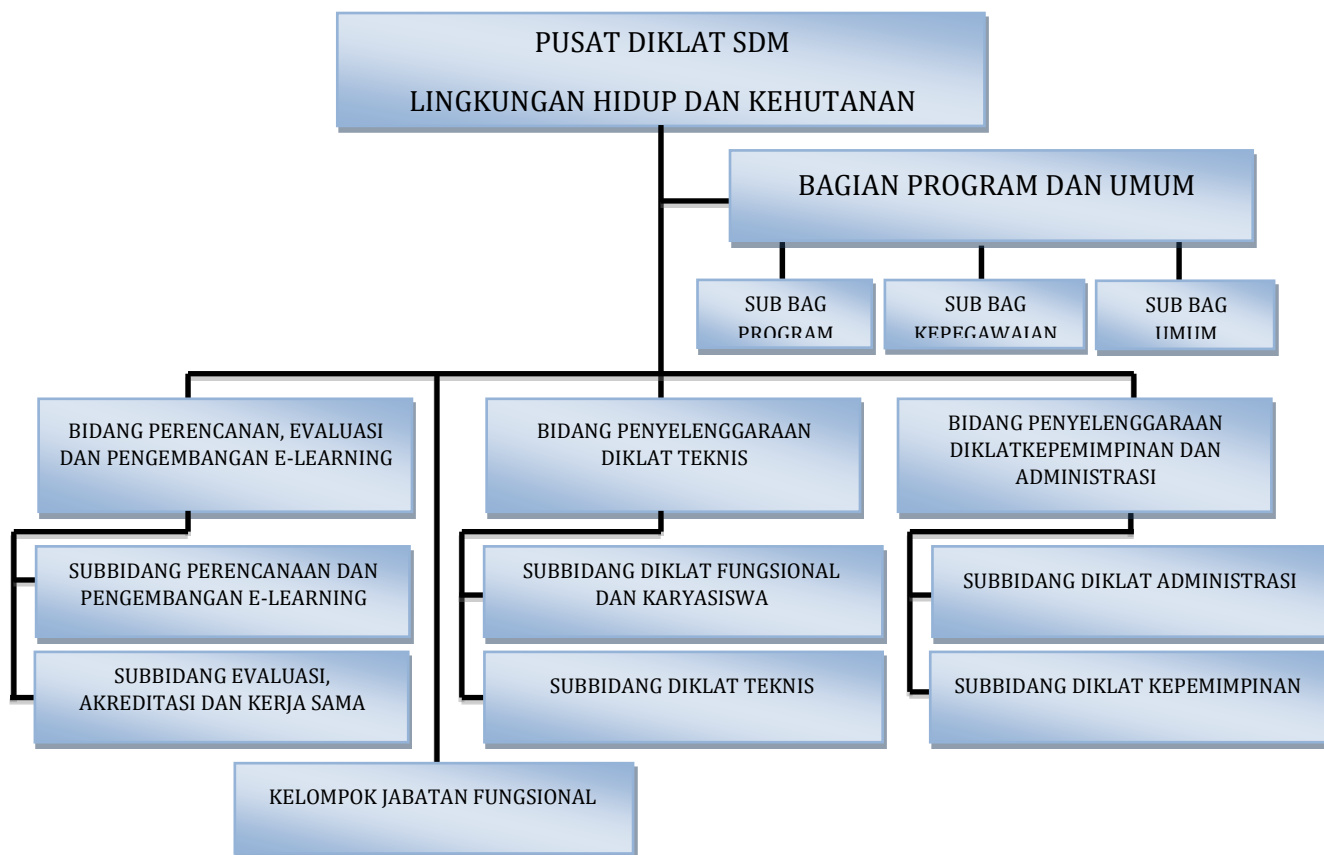 PUSAT DIKLAT SDM
LINGKUNGAN HIDUP DAN KEHUTANAN
BAGIAN PROGRAM DAN UMUM
SUB BAG
PROGRAM
SUB BAG
KEPEGAWAIAN
SUB BAG
UMUM
BIDANG PERENCANAN, EVALUASI
DAN PENGEMBANGAN E-LEARNING
BIDANG PENYELENGGARAAN
DIKLAT TEKNIS
BIDANG PENYELENGGARAAN
DIKLATKEPEMIMPINAN DAN
ADMINISTRASI
SUBBIDANG PERENCANAAN DAN
PENGEMBANGAN E-LEARNING
SUBBIDANG DIKLAT FUNGSIONAL
DAN KARYASISWA
SUBBIDANG DIKLAT ADMINISTRASI
SUBBIDANG EVALUASI,
AKREDITASI DAN KERJA SAMA
SUBBIDANG DIKLAT TEKNIS
SUBBIDANG DIKLAT KEPEMIMPINAN
KELOMPOK JABATAN FUNGSIONAL